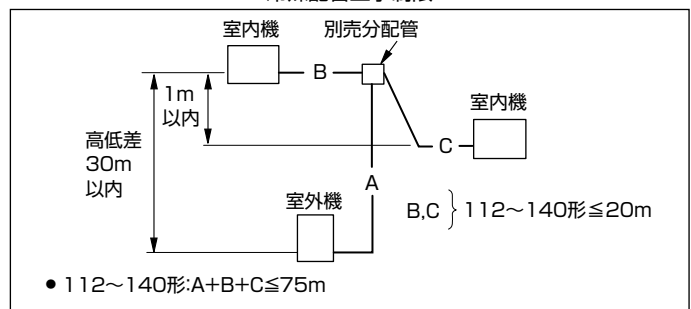 室内機
別売分配管
B
1m
以内
室内機
高低差
30m
以内
C
A
室外機
B,C } 112～140形≦20m
● 112～140形:A+B+C≦75m